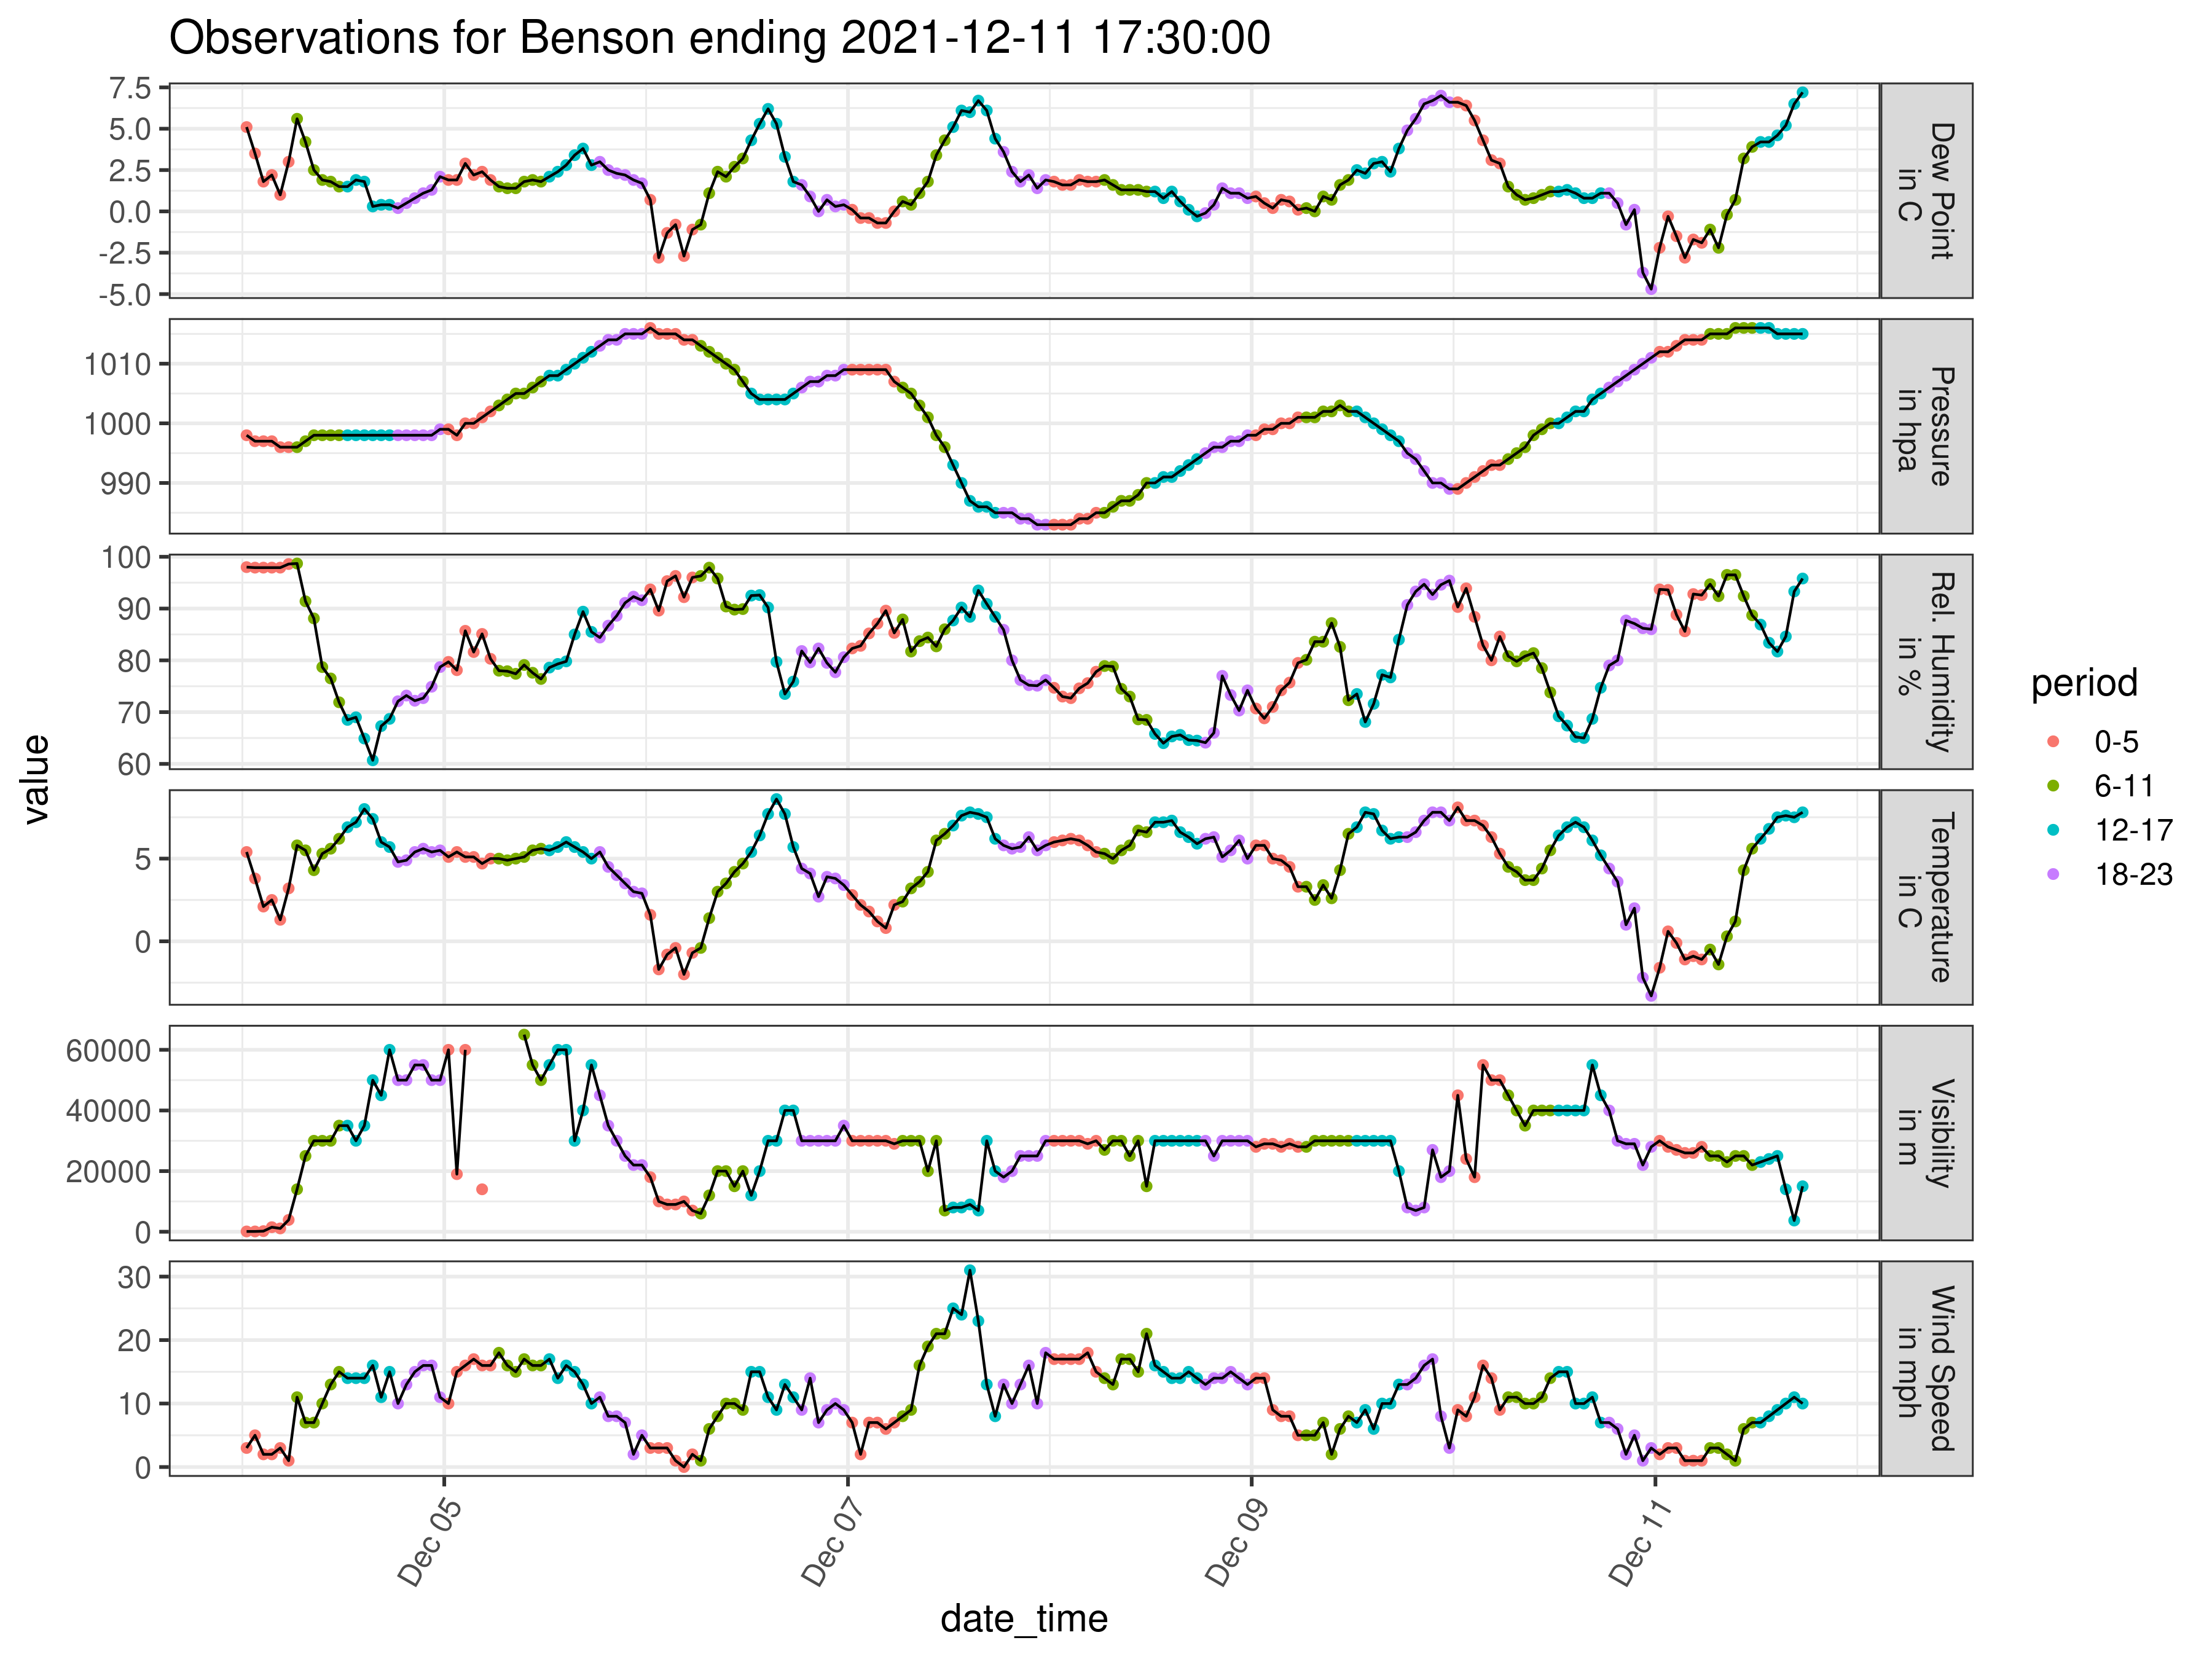 Observations for Benson ending 2021-12-11 17:30:00
value
7.5
5.0
2.5
0.0
-2.5
-5.0
Dew Point
in C
1010
1000
990
Pressure
in hpa
100
90
80
70
60
Rel. Humidity
in %
5
0
Temperature
in C
60000
40000
20000
0
Visibility
in m
30
20
10
0
Wind Speed
in mph
Dec 05
Dec 07
Dec 09
Dec 11
date_time
period
0-5
6-11
12-17
18-23